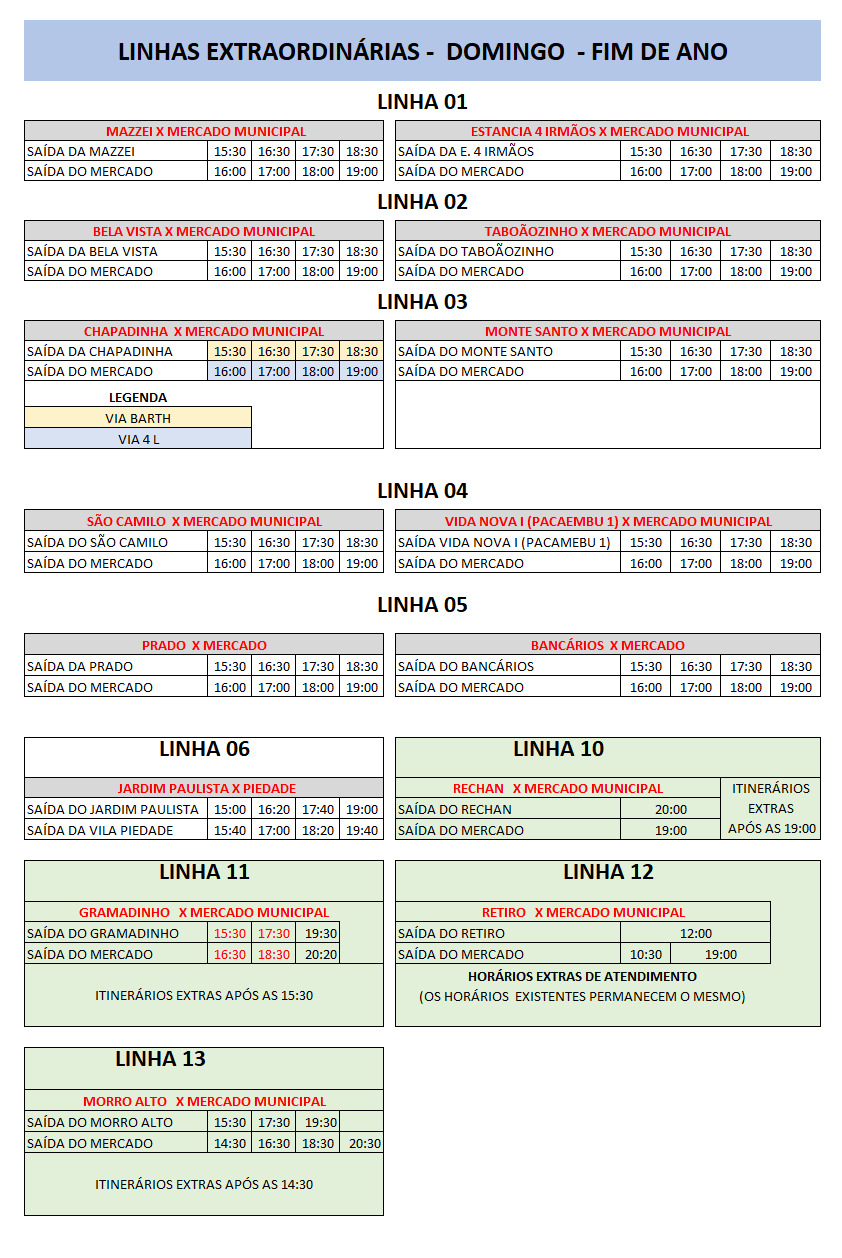 LINHAS EXTRAORDINÁRIAS - DOMINGO - FIM DE ANO
LINHA 01
MAZZEI X MERCADO MUNICIPAL
SAÍDA DA MAZZEI 15:30 16:30 17:30 18:30
SAÍDA DO MERCADO 16:00 17:00 18:00 19:00
ESTANCIA 4 IRMÃOS X MERCADO MUNICIPAL
SAÍDA DA E. 4 IRMÃOS 15:30 16:30 17:30 18:30
SAÍDA DO MERCADO 16:00 17:00 18:00 19:00
LINHA 02
BELA VISTA X MERCADO MUNICIPAL
SAÍDA DA BELA VISTA 15:30 16:30 17:30 18:30
SAÍDA DO MERCADO 16:00 17:00 18:00 19:00
TABOÃOZINHO X MERCADO MUNICIPAL
SAÍDA DO TABOÃOZINHO 15:30 16:30 17:30 18:30
SAÍDA DO MERCADO 16:00 17:00 18:00 19:00
LINHA 03
CHAPADINHA X MERCADO MUNICIPAL
SAÍDA DA CHAPADINHA 15:30 16:30 17:30 18:30
SAÍDA DO MERCADO 16:00 17:00 18:00 19:00
LEGENDA
VIA BARTH
VIA 4 L
MONTE SANTO X MERCADO MUNICIPAL
SAÍDA DO MONTE SANTO 15:30 16:30 17:30 18:30
SAÍDA DO MERCADO 16:00 17:00 18:00 19:00
LINHA 04
SÃO CAMILO X MERCADO MUNICIPAL
SAÍDA DO SÃO CAMILO 15:30 16:30 17:30 18:30
SAÍDA DO MERCADO 16:00 17:00 18:00 19:00
VIDA NOVA I (PACAEMBU 1) X MERCADO MUNICIPAL
SAÍDA VIDA NOVA I (PACAMEBU 1) 15:30 16:30 17:30 18:30
SAÍDA DO MERCADO 16:00 17:00 18:00 19:00
LINHA 05
PRADO X MERCADO
SAÍDA DA PRADO 15:30 16:30 17:30 18:30
SAÍDA DO MERCADO 16:00 17:00 18:00 19:00
BANCÁRIOS X MERCADO
SAÍDA DO BANCÁRIOS 15:30 16:30 17:30 18:30
SAÍDA DO MERCADO 16:00 17:00 18:00 19:00
LINHA 06
JARDIM PAULISTA X PIEDADE
SAÍDA DO JARDIM PAULISTA 15:00 16:20 17:40 19:00
SAÍDA DA VILA PIEDADE 15:40 17:00 18:20 19:40
LINHA 10
RECHAN X MERCADO MUNICIPAL
SAÍDA DO RECHAN 20:00
SAÍDA DO MERCADO 19:00
ITINERÁRIOS
EXTRAS
APÓS AS 19:00
LINHA 11
GRAMADINHO X MERCADO MUNICIPAL
SAÍDA DO GRAMADINHO 15:30 17:30 19:30
SAÍDA DO MERCADO 16:30 18:30 20:20
ITINERÁRIOS EXTRAS APÓS AS 15:30
LINHA 12
RETIRO X MERCADO MUNICIPAL
SAÍDA DO RETIRO 12:00
SAÍDA DO MERCADO 10:30 19:00
HORÁRIOS EXTRAS DE ATENDIMENTO
(OS HORÁRIOS EXISTENTES PERMANECEM O MESMO)
LINHA 13
MORRO ALTO X MERCADO MUNICIPAL
SAÍDA DO MORRO ALTO 15:30 17:30 19:30
SAÍDA DO MERCADO 14:30 16:30 18:30 20:30
ITINERÁRIOS EXTRAS APÓS AS 14:30